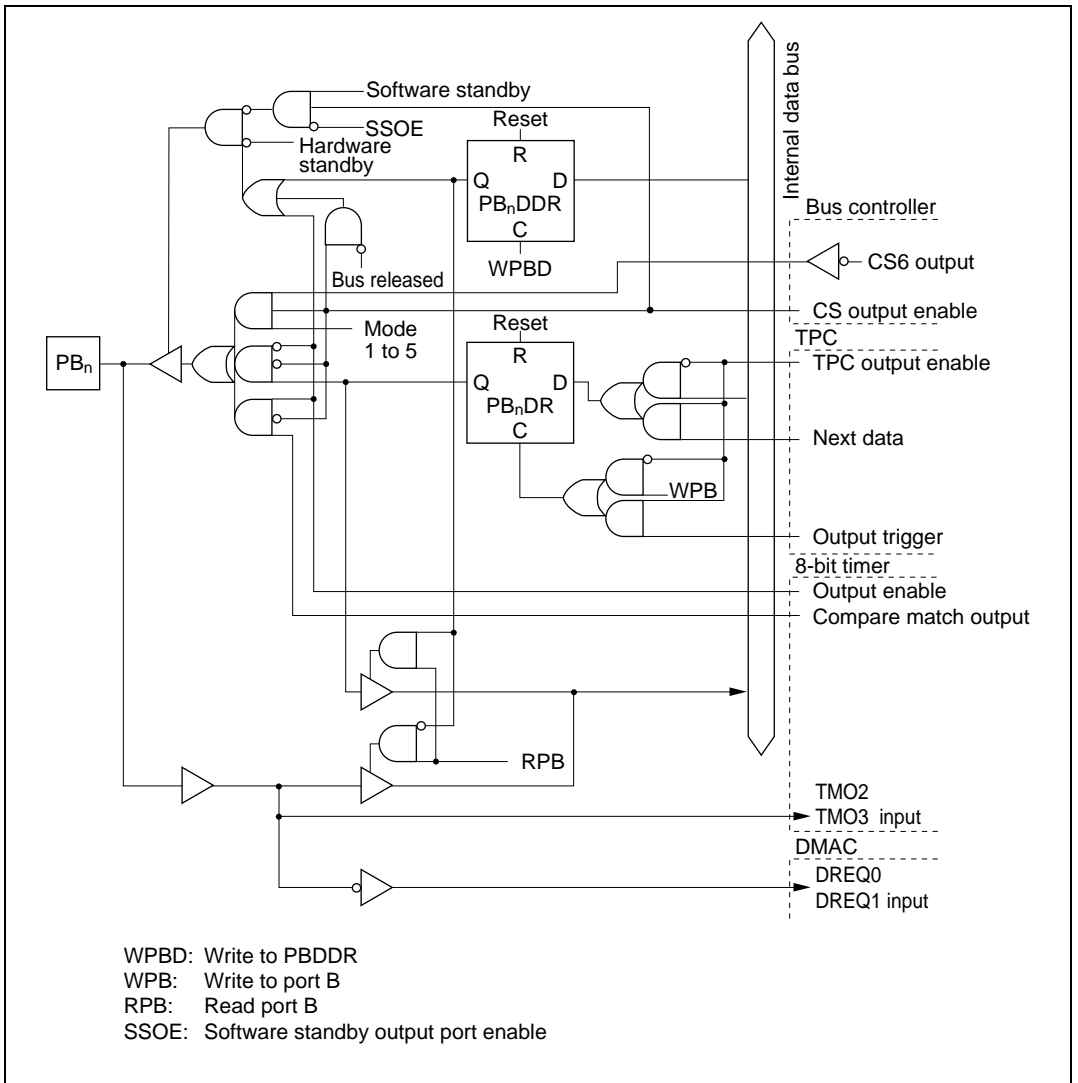 Software standby
SSOE
Hardware
standby
Reset
R
Q
D
PBnDDR
C
WPBD
Internal data bus
Bus controller
CS6 output
Bus released
CS output enable
Mode
1 to 5
Reset
TPC
PBn
R
TPC output enable
Q
D
PBnDR
C
Next data
WPB
Output trigger
8-bit timer
Output enable
Compare match output
RPB
TMO2
TMO3 input
DMAC
DREQ0
DREQ1 input
WPBD: Write to PBDDR
WPB: Write to port B
RPB: Read port B
SSOE: Software standby output port enable